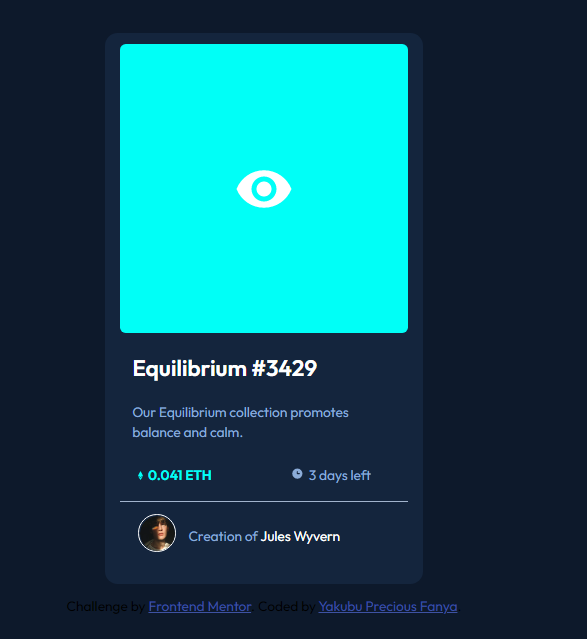 Equilibrium #3429
Our Equilibrium collection promotes
balance and calm.
0.041 ETH 3 days left
Creation of Jules Wyvern
Challenge by Frontend Mentor. Coded by Yakubu Precious Fanya